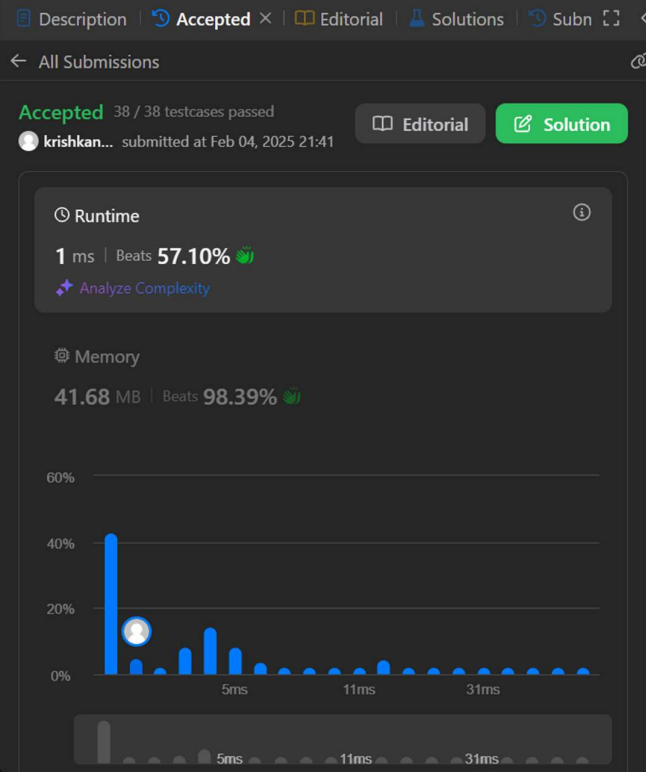 Description Accepted Editorial Solutions Subn
All Submissions
Accepted 38 / 38 testcases passed
krishkan... submitted at Feb 04, 2025 21:41
Editorial Solution
Runtime
1 ms Beats 57.10%
Analyze Complexity
Memory
41.68 MB Beats 98.39%
60%
40%
20%
0%
5ms 11ms 31ms
5ms 11ms 31ms